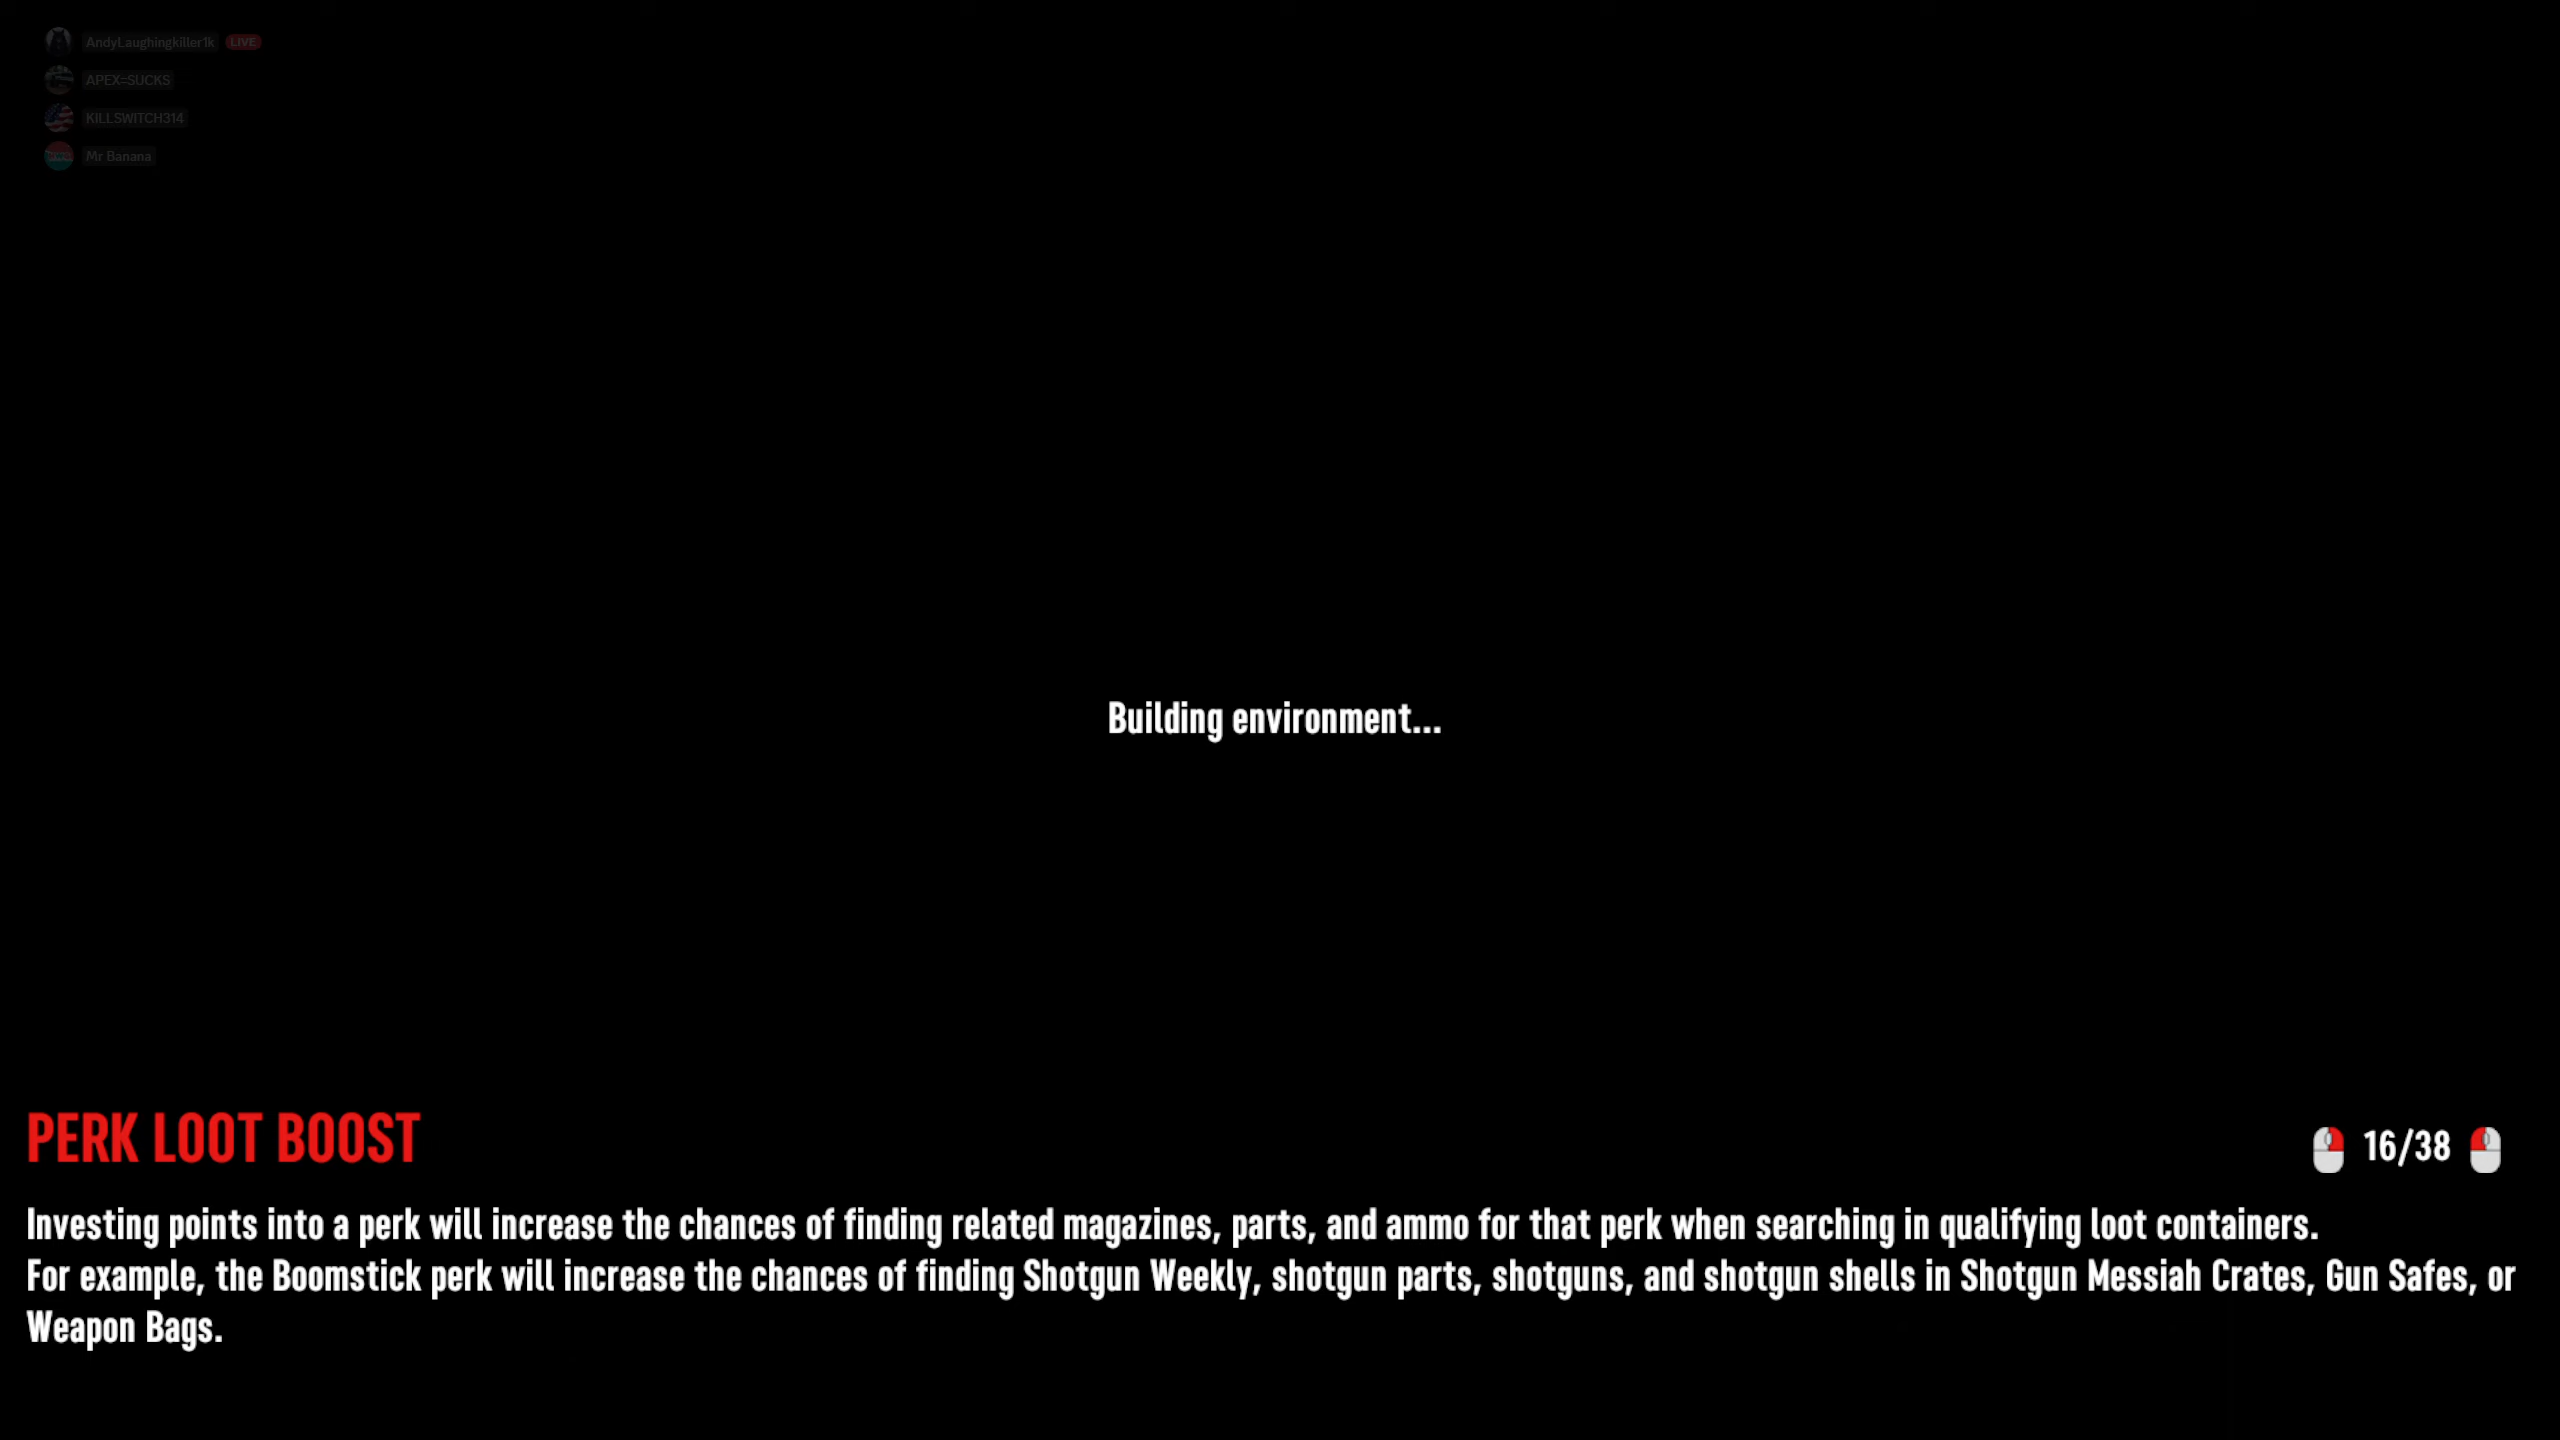 AndyLaughingkiller1k LIVE
APEX=SUCKS
KILLSWITCH314
Mr Banana
Building environment...
PERK LOOT BOOST
16/38
Investing points into a perk will increase the chances of finding related magazines, parts, and ammo for that perk when searching in qualifying loot containers.
For example, the Boomstick perk will increase the chances of finding Shotgun Weekly, shotgun parts, shotguns, and shotgun shells in Shotgun Messiah Crates, Gun Safes, or
Weapon Bags.